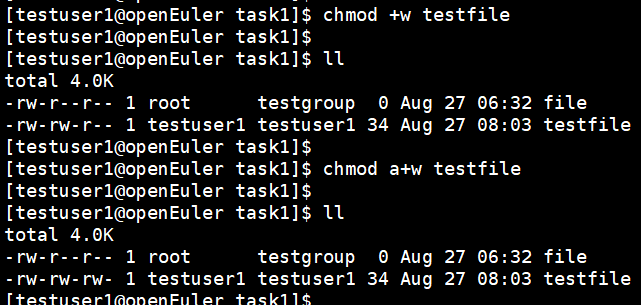 [testuser1@openEuler task1]$ chmod +w testfile
[testuser1@openEuler task1]$
[testuser1@openEuler task1]$ ll
total 4.0K
-rw-r--r-- 1 root      testgroup  0 Aug 27 06:32 file
-rw-rw-r-- 1 testuser1 testuser1 34 Aug 27 08:03 testfile
[testuser1@openEuler task1]$
[testuser1@openEuler task1]$ chmod a+w testfile
[testuser1@openEuler task1]$
[testuser1@openEuler task1]$ ll
total 4.0K
-rw-r--r-- 1 root      testgroup  0 Aug 27 06:32 file
-rw-rw-rw- 1 testuser1 testuser1 34 Aug 27 08:03 testfile
[testuser1@openEuler task1]$